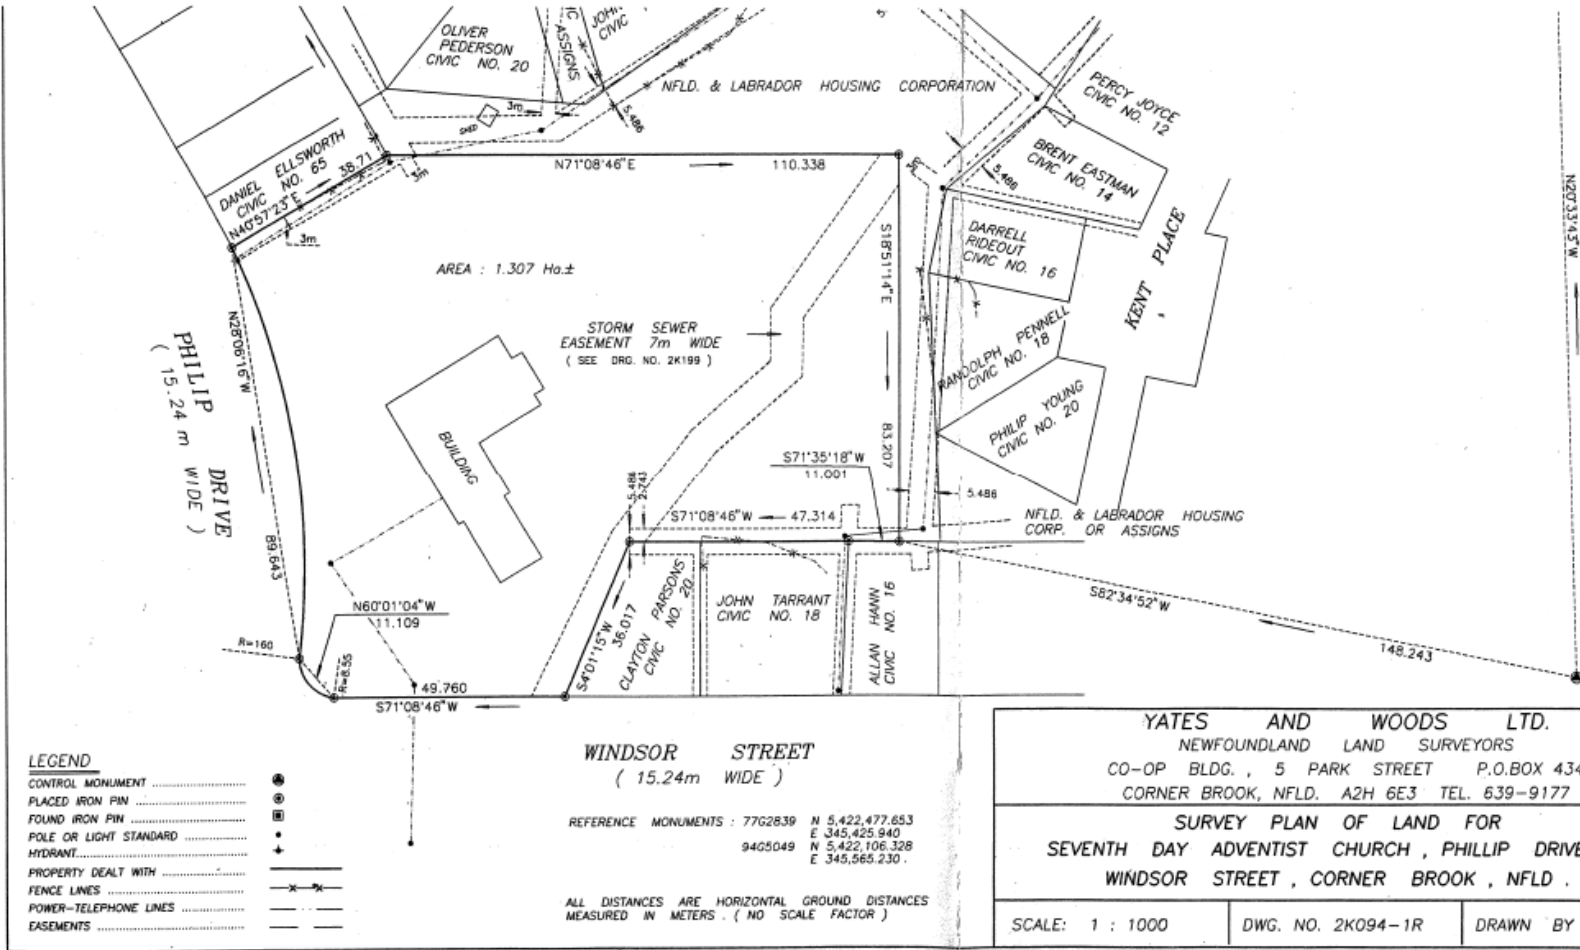 OLIVER
PEDERSON
CIVIC NO. 20
ASSIGNS
CIVIC
NFLD. & LABRADOR HOUSING CORPORATION
5.486
3m
SHED
PERCY JOYCE
CIVIC NO. 12
BRENT EASTMAN
CIVIC NO. 14
5.486
DANIEL ELLSWORTH
CIVIC NO. 65
N40°57'23"E
38.71
3m
3m
N71°08'46"E
110.338
DARRELL
RIDEOUT
CIVIC NO. 16
KENT PLACE
N20°33'43"W
AREA : 1.307 Ha.±
S18°51'14"E
83.207
STORM SEWER
EASEMENT 7m WIDE
( SEE DRG. NO. 2K199 )
RANDOLPH PENNELL
CIVIC NO. 18
PHILIP YOUNG
CIVIC NO. 20
PHILIP DRIVE
( 15.24 m WIDE )
N28°06'16"W
89.643
BUILDING
S71°35'18"W
11.001
5.486
2.743
5.486
S71°08'46"W
47.314
NFLD. & LABRADOR HOUSING
CORP. OR ASSIGNS
N60°01'04"W
11.109
R=160
R=8.55
S4°01'15"W
36.017
CLAYTON PARSONS
CIVIC NO. 20
JOHN TARRANT
CIVIC NO. 18
ALLAN HANN
CIVIC NO. 16
S82°34'52"W
148.243
49.760
S71°08'46"W
WINDSOR STREET
( 15.24m WIDE )
LEGEND
CONTROL MONUMENT
PLACED IRON PIN
FOUND IRON PIN
POLE OR LIGHT STANDARD
HYDRANT
PROPERTY DEALT WITH
FENCE LINES
POWER-TELEPHONE LINES
EASEMENTS
REFERENCE MONUMENTS : 77G2839 N 5,422,477.653
E 345,425.940
94G5049 N 5,422,106.328
E 345,565.230 .
ALL DISTANCES ARE HORIZONTAL GROUND DISTANCES
MEASURED IN METERS . ( NO SCALE FACTOR )
YATES AND WOODS LTD.
NEWFOUNDLAND LAND SURVEYORS
CO-OP BLDG. , 5 PARK STREET P.O.BOX 434
CORNER BROOK, NFLD. A2H 6E3 TEL. 639-9177
SURVEY PLAN OF LAND FOR
SEVENTH DAY ADVENTIST CHURCH , PHILLIP DRIVE
WINDSOR STREET , CORNER BROOK , NFLD .
SCALE: 1 : 1000
DWG. NO. 2K094-1R
DRAWN BY